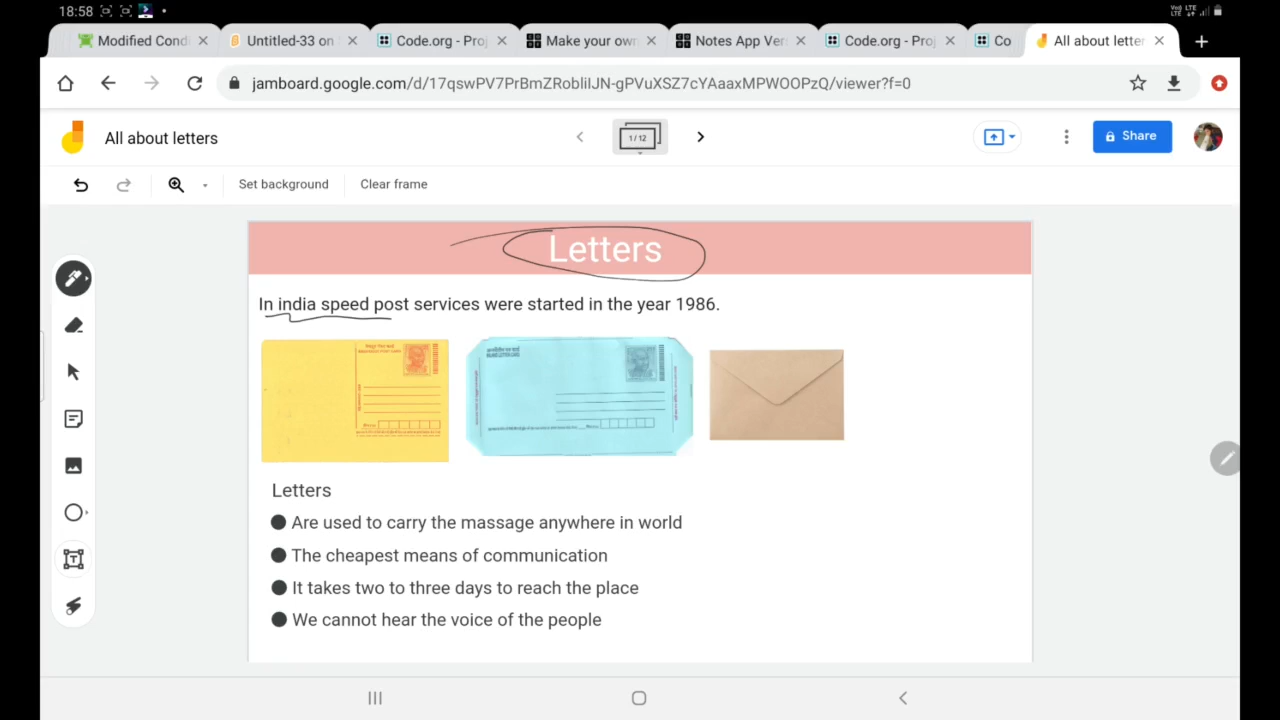 18:58
VoLTE LTE
Modified Cond
Untitled-33 on
Code.org - Proj
Make your own
Notes App Ver
Code.org - Proj
Co
All about letter
jamboard.google.com/d/17qswPV7PrBmZRobliIJN-gPVuXSZ7cYAaaxMPWOOPzQ/viewer?f=0
All about letters
1/12
Share
Set background
Clear frame
Letters
In india speed post services were started in the year 1986.
Letters
● Are used to carry the massage anywhere in world
● The cheapest means of communication
● It takes two to three days to reach the place
● We cannot hear the voice of the people